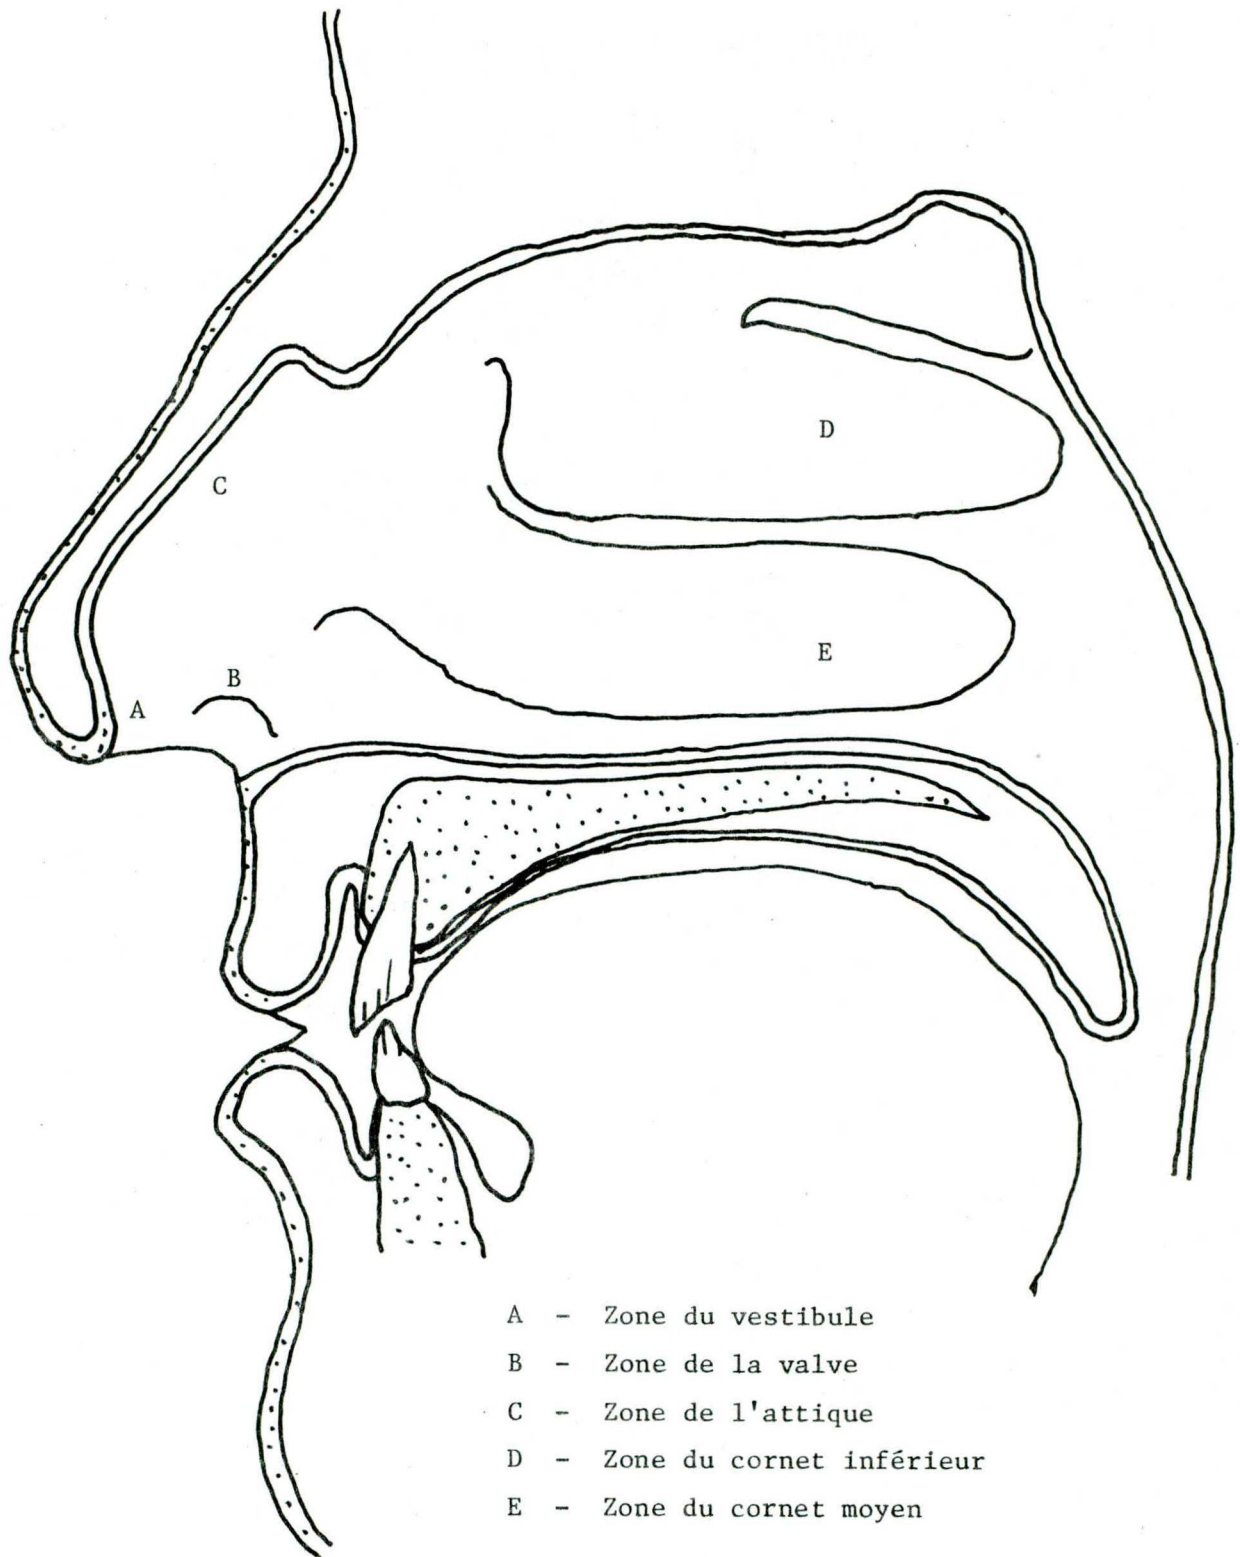 D
C
E
B
A
A - Zone du vestibule
B - Zone de la valve
C - Zone de l'attique
D - Zone du cornet inférieur
E - Zone du cornet moyen